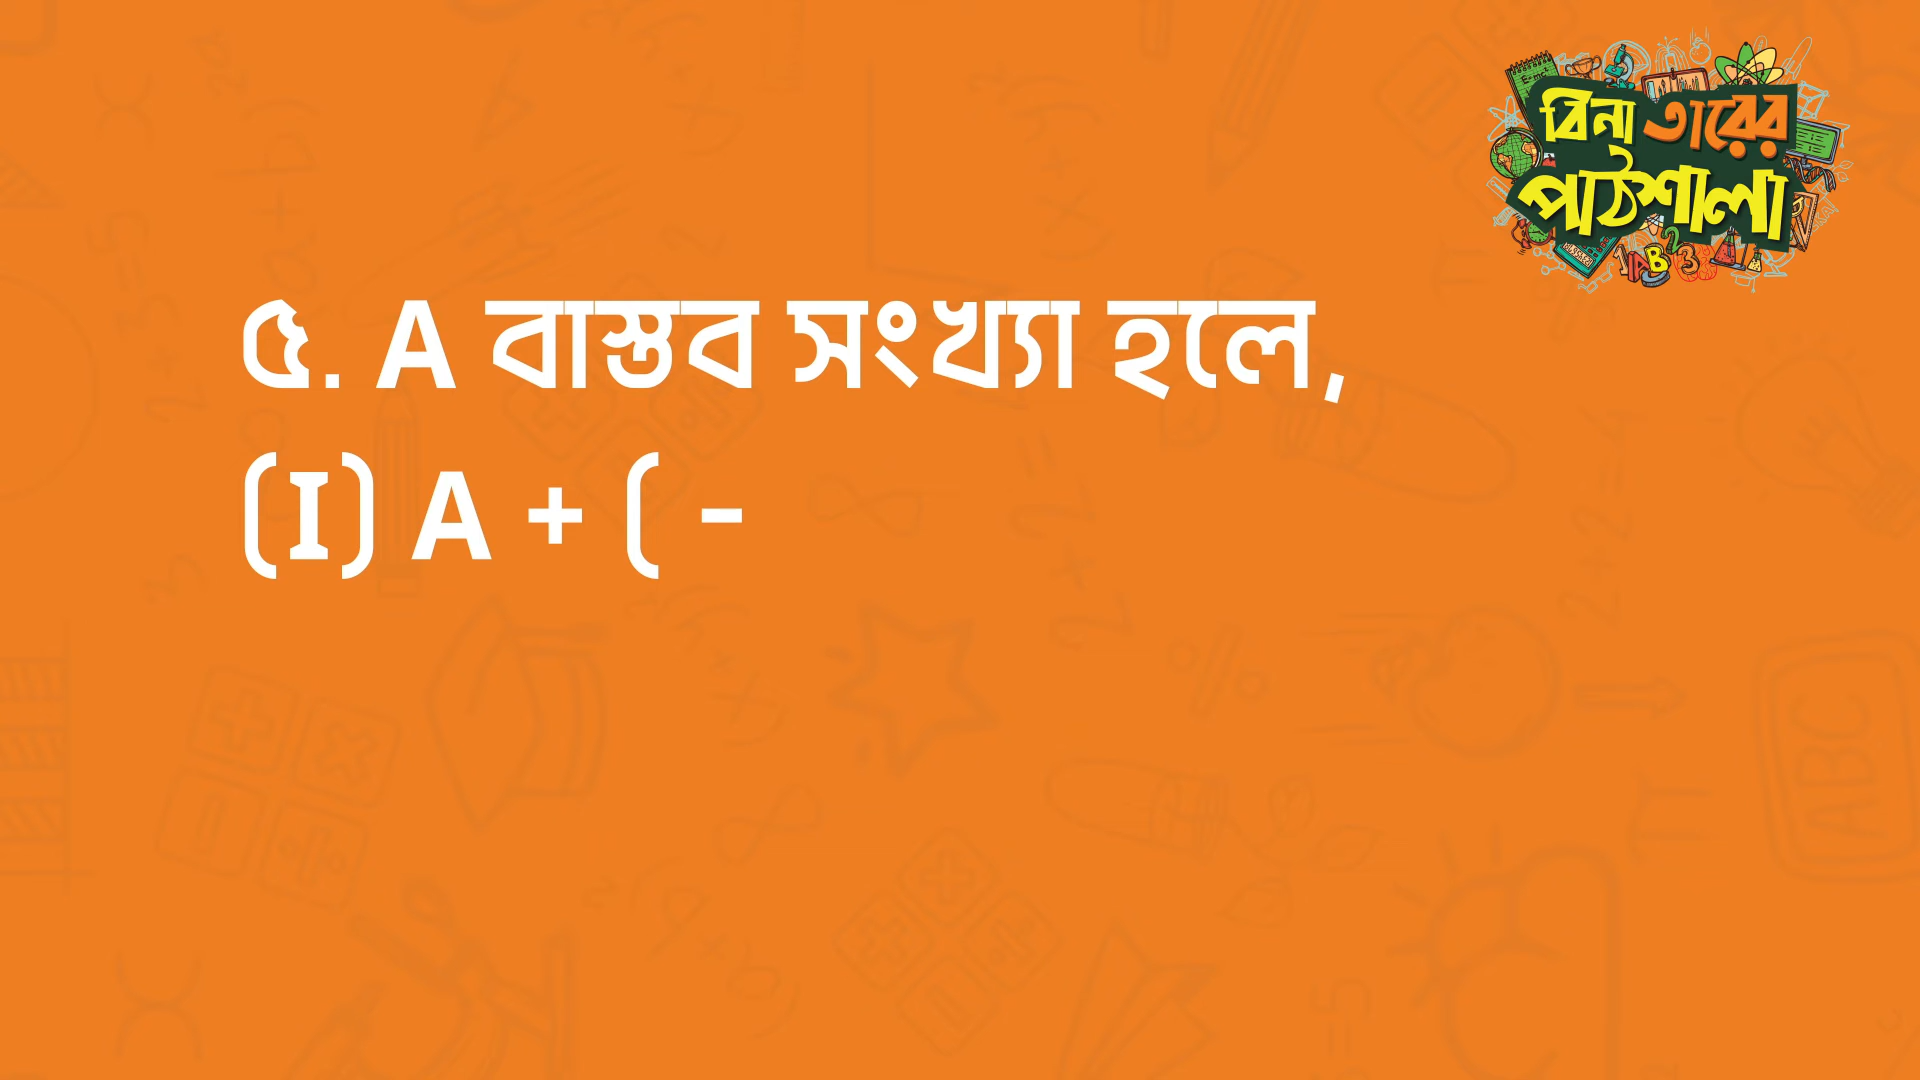 বিনা তারের
পাঠশালা
৫. A বাস্তব সংখ্যা হলে,
(I) A + ( -